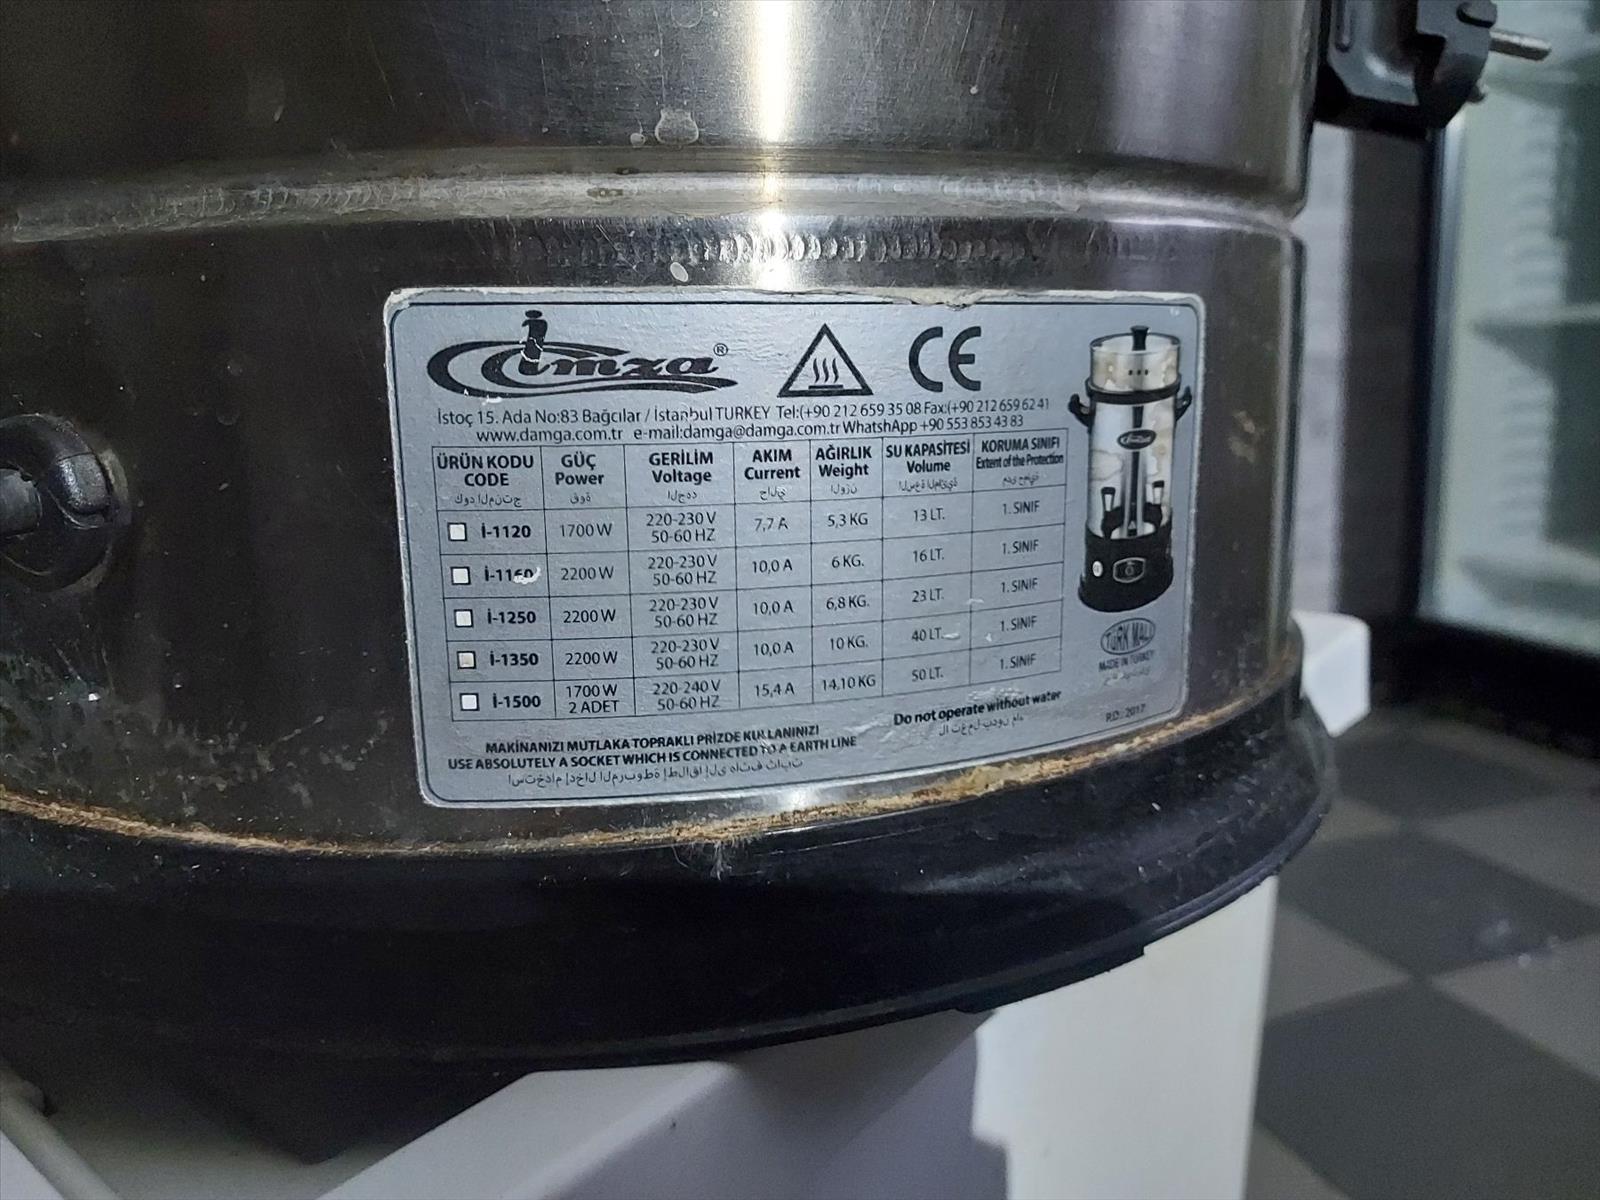 imza®
CE
İstoç 15. Ada No:83 Bağcılar / İstanbul TURKEY Tel:(+90 212 659 35 08 Fax:(+90 212 659 62 41
www.damga.com.tr e-mail:damga@damga.com.tr WhatshApp +90 553 853 43 83
ÜRÜN KODU GÜÇ GERİLİM AKIM AĞIRLIK SU KAPASİTESİ KORUMA SINIFI
CODE Power Voltage Current Weight Volume Extent of the Protection
İ-1120 1700 W 220-230 V 50-60 HZ 7,7 A 5,3 KG 13 LT. 1. SINIF
İ-1160 2200 W 220-230 V 50-60 HZ 10,0 A 6 KG. 16 LT. 1. SINIF
İ-1250 2200 W 220-230 V 50-60 HZ 10,0 A 6,8 KG. 23 LT. 1. SINIF
İ-1350 2200 W 220-230 V 50-60 HZ 10,0 A 10 KG. 40 LT. 1. SINIF
İ-1500 1700 W 2 ADET 220-240 V 50-60 HZ 15,4 A 14,10 KG 50 LT. 1. SINIF
TÜRK MALI
MADE IN TURKEY
MAKİNANIZI MUTLAKA TOPRAKLI PRİZDE KULLANINIZI
USE ABSOLUTELY A SOCKET WHICH IS CONNECTED TO A EARTH LINE
Do not operate without water
لا تعمل بدون ماء
P.D.: 2017